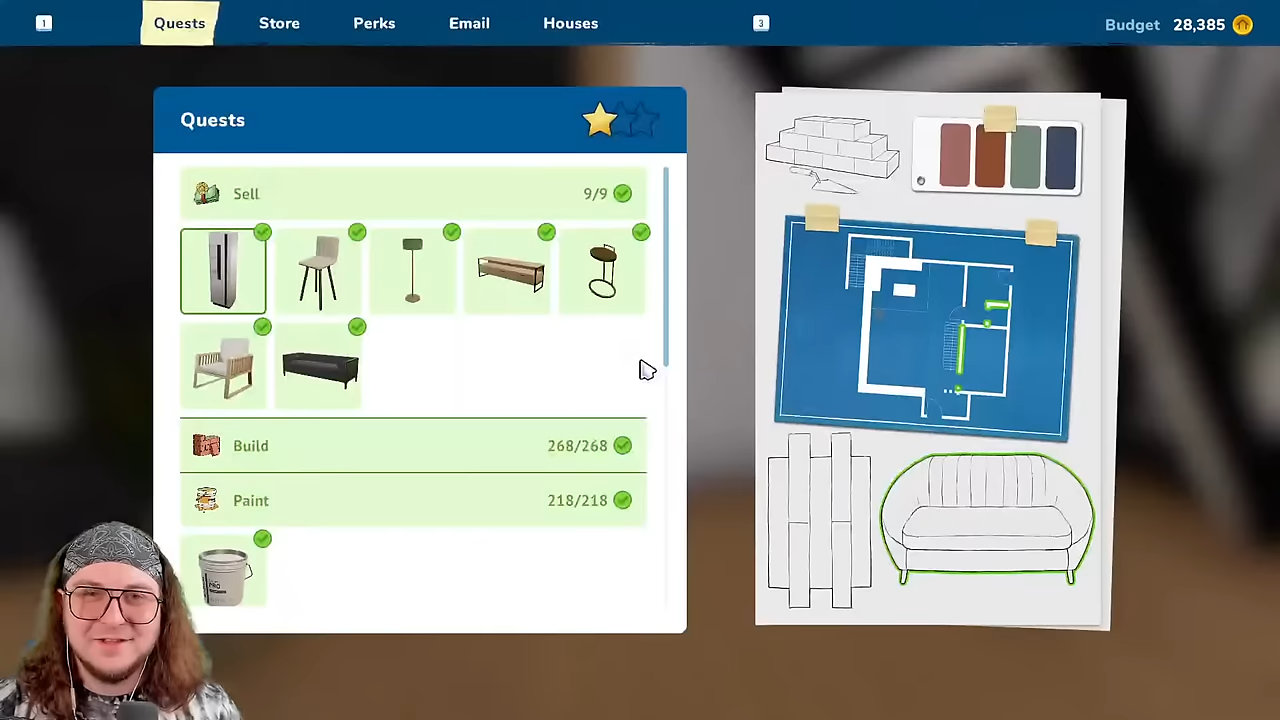 1
Quests
Store
Perks
Email
Houses
3
Budget 28,385
Quests
Sell 9/9
Build 268/268
Paint 218/218